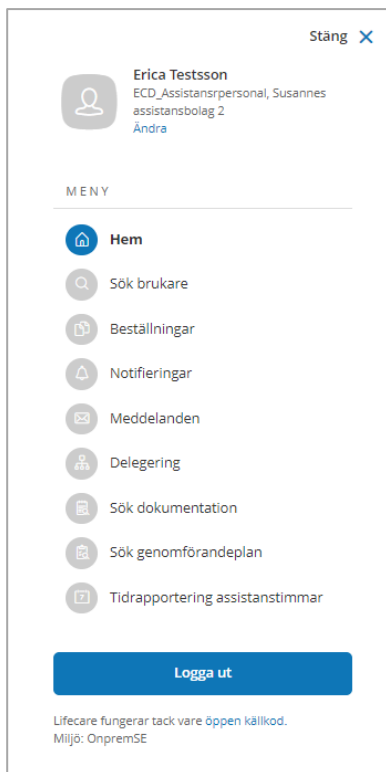 Stäng
Erica Testsson
ECD_Assistansrpersonal, Susannes
assistansbolag 2
Ändra
MENY
Hem
Sök brukare
Beställningar
Notifieringar
Meddelanden
Delegering
Sök dokumentation
Sök genomförandeplan
Tidrapportering assistanstimmar
Logga ut
Lifecare fungerar tack vare öppen källkod.
Miljö: OnpremSE